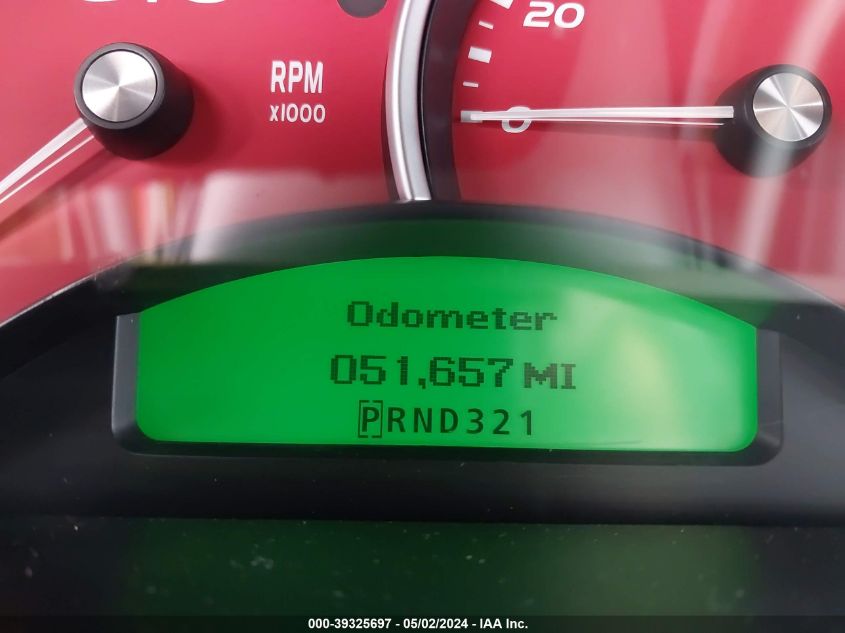 20
RPM
x1000
0
Odometer
051,657 MI
PRND321
000-39325697 - 05/02/2024 - IAA Inc.